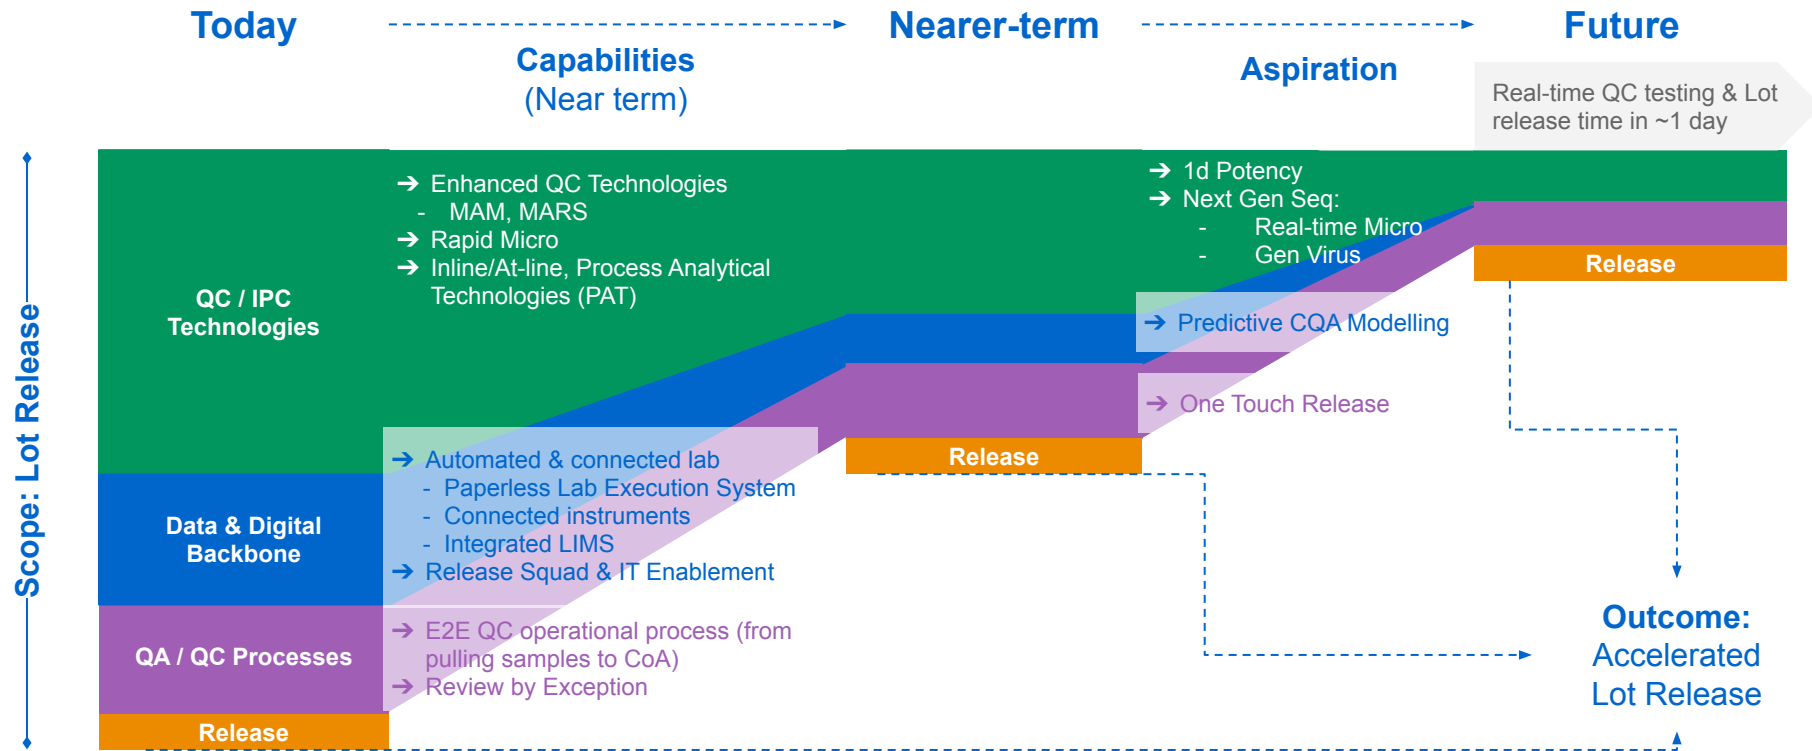 Today
Nearer-term
Future
Capabilities
(Near term)
Aspiration
Real-time QC testing & Lot
release time in ~1 day
Scope: Lot Release
QC / IPC
Technologies
Data & Digital
Backbone
QA / QC Processes
Release
➔ Enhanced QC Technologies
- MAM, MARS
➔ Rapid Micro
➔ Inline/At-line, Process Analytical
Technologies (PAT)
➔ Automated & connected lab
- Paperless Lab Execution System
- Connected instruments
- Integrated LIMS
➔ Release Squad & IT Enablement
➔ E2E QC operational process (from
pulling samples to CoA)
➔ Review by Exception
Release
➔ 1d Potency
➔ Next Gen Seq:
- Real-time Micro
- Gen Virus
➔ Predictive CQA Modelling
➔ One Touch Release
Release
Outcome:
Accelerated
Lot Release